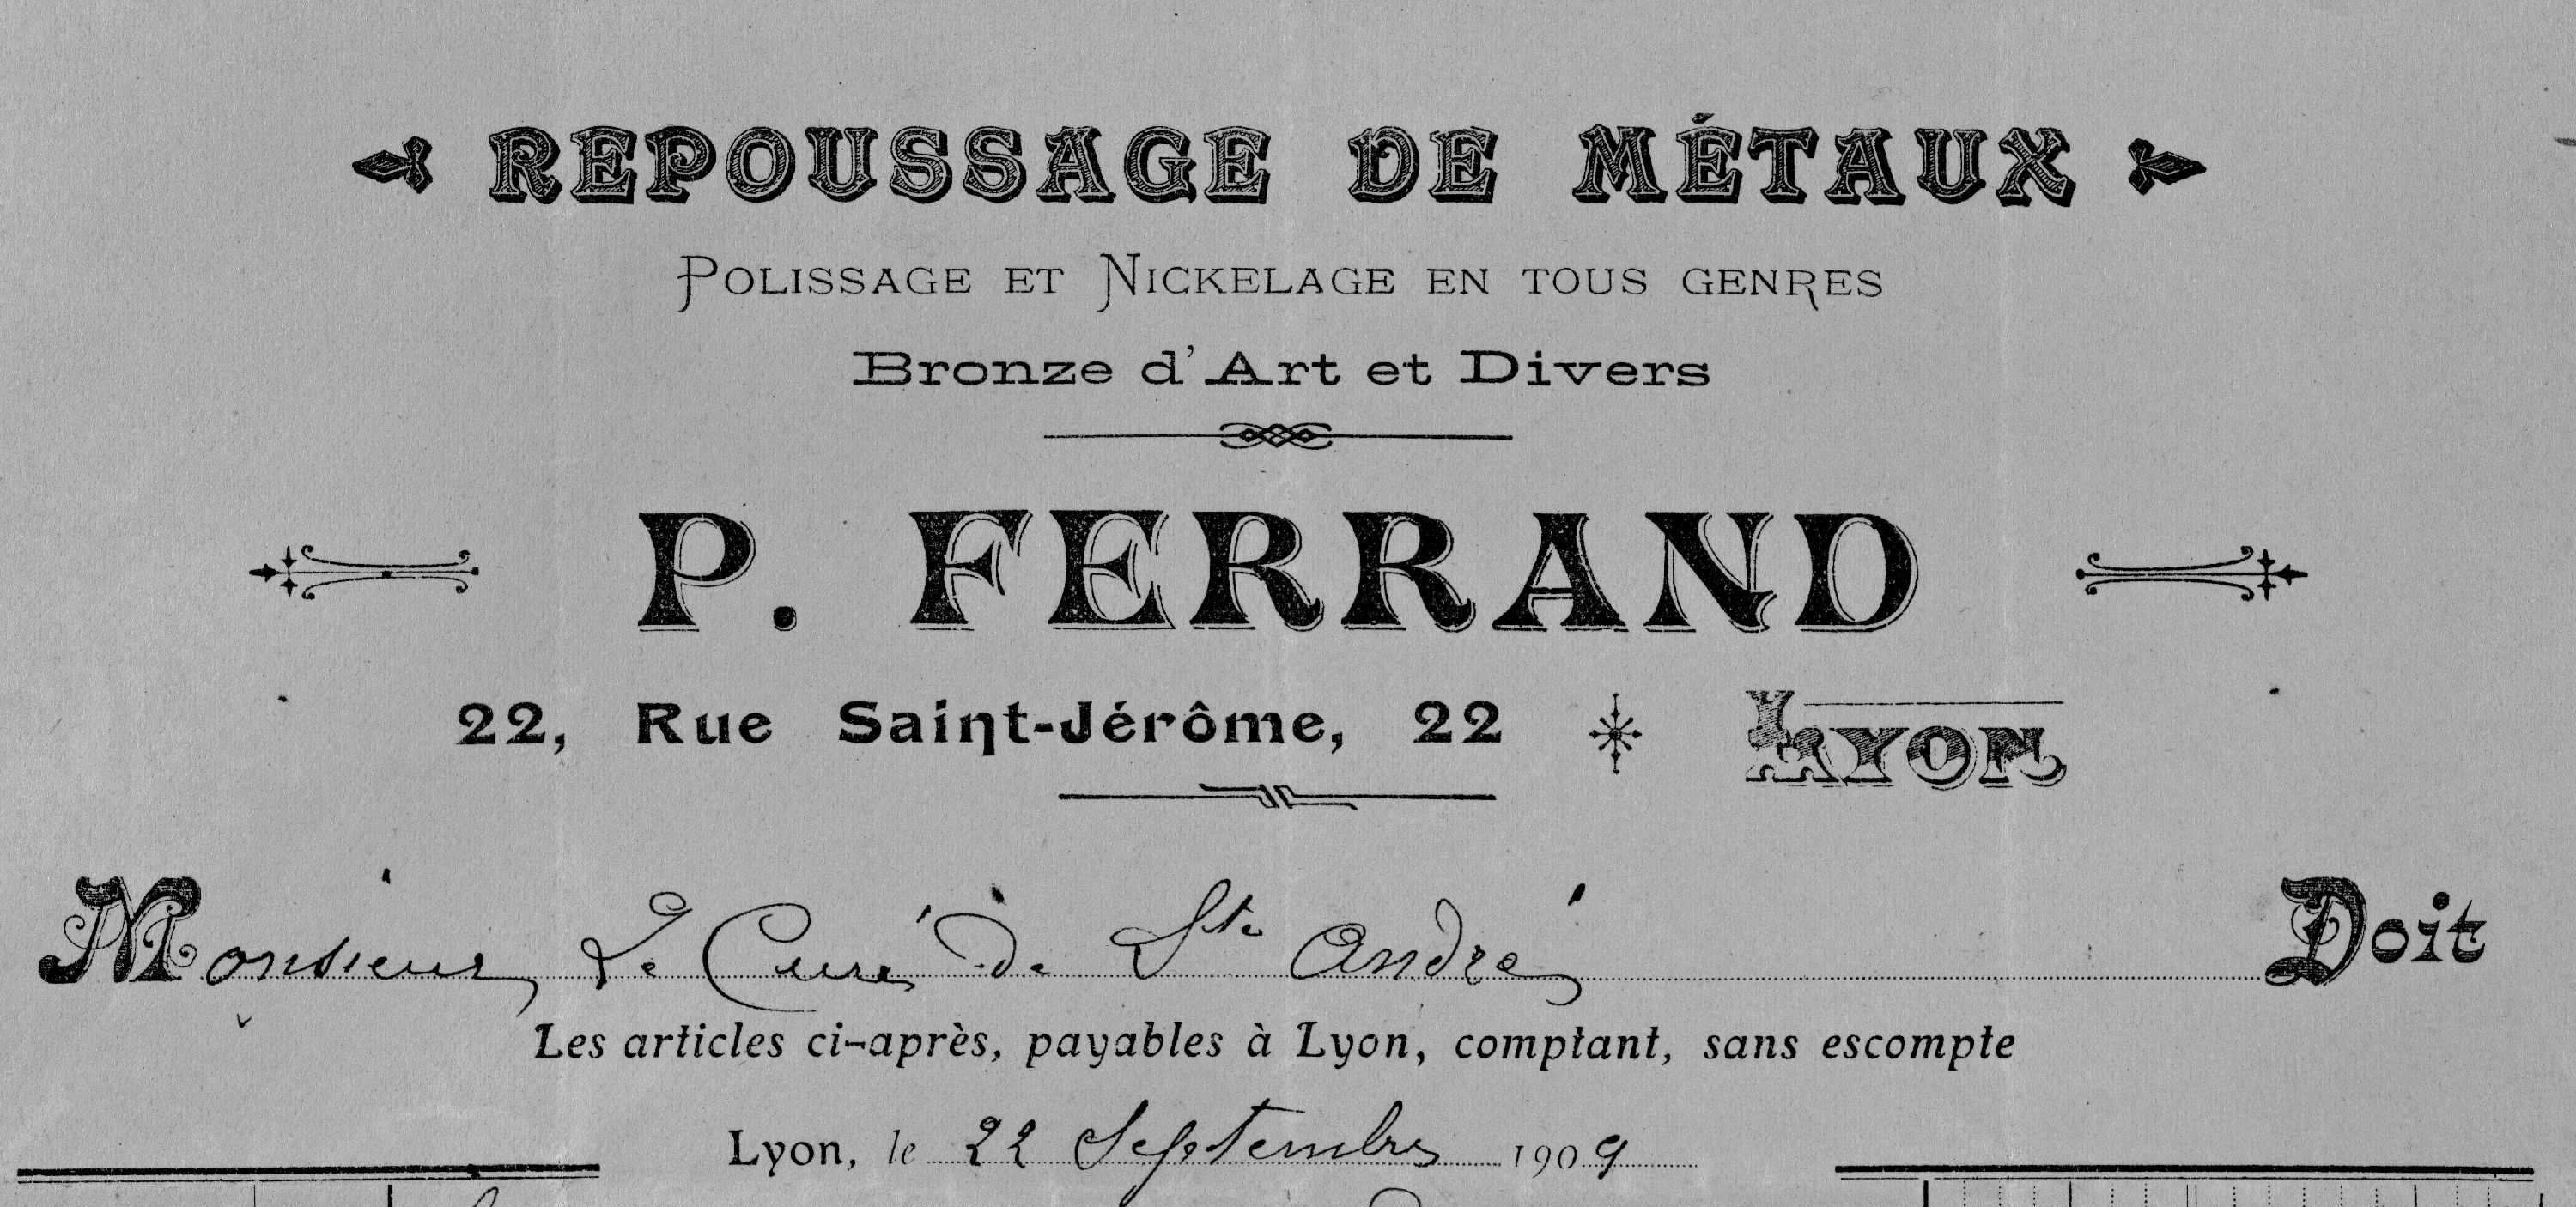 REPOUSSAGE DE MÉTAUX
POLISSAGE ET NICKELAGE EN TOUS GENRES
Bronze d'Art et Divers
P. FERRAND
22, Rue Saint-Jérôme, 22 LYON
Monsieur Le Curé de Ste André Doit
Les articles ci-après, payables à Lyon, comptant, sans escompte
Lyon, le 22 Septembre 1909